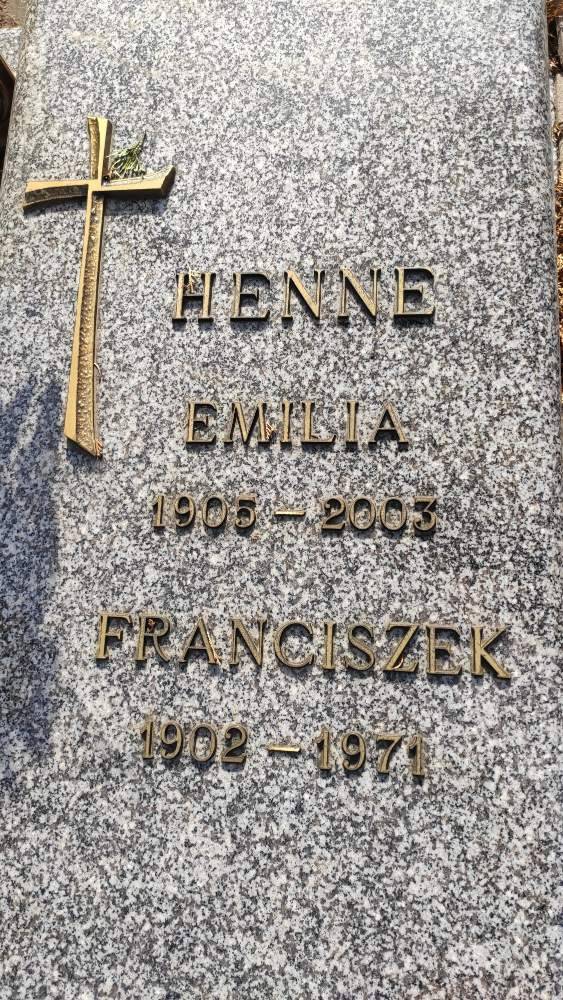 HENNE
EMILIA
1905 – 2003
FRANCISZEK
1902 – 1971